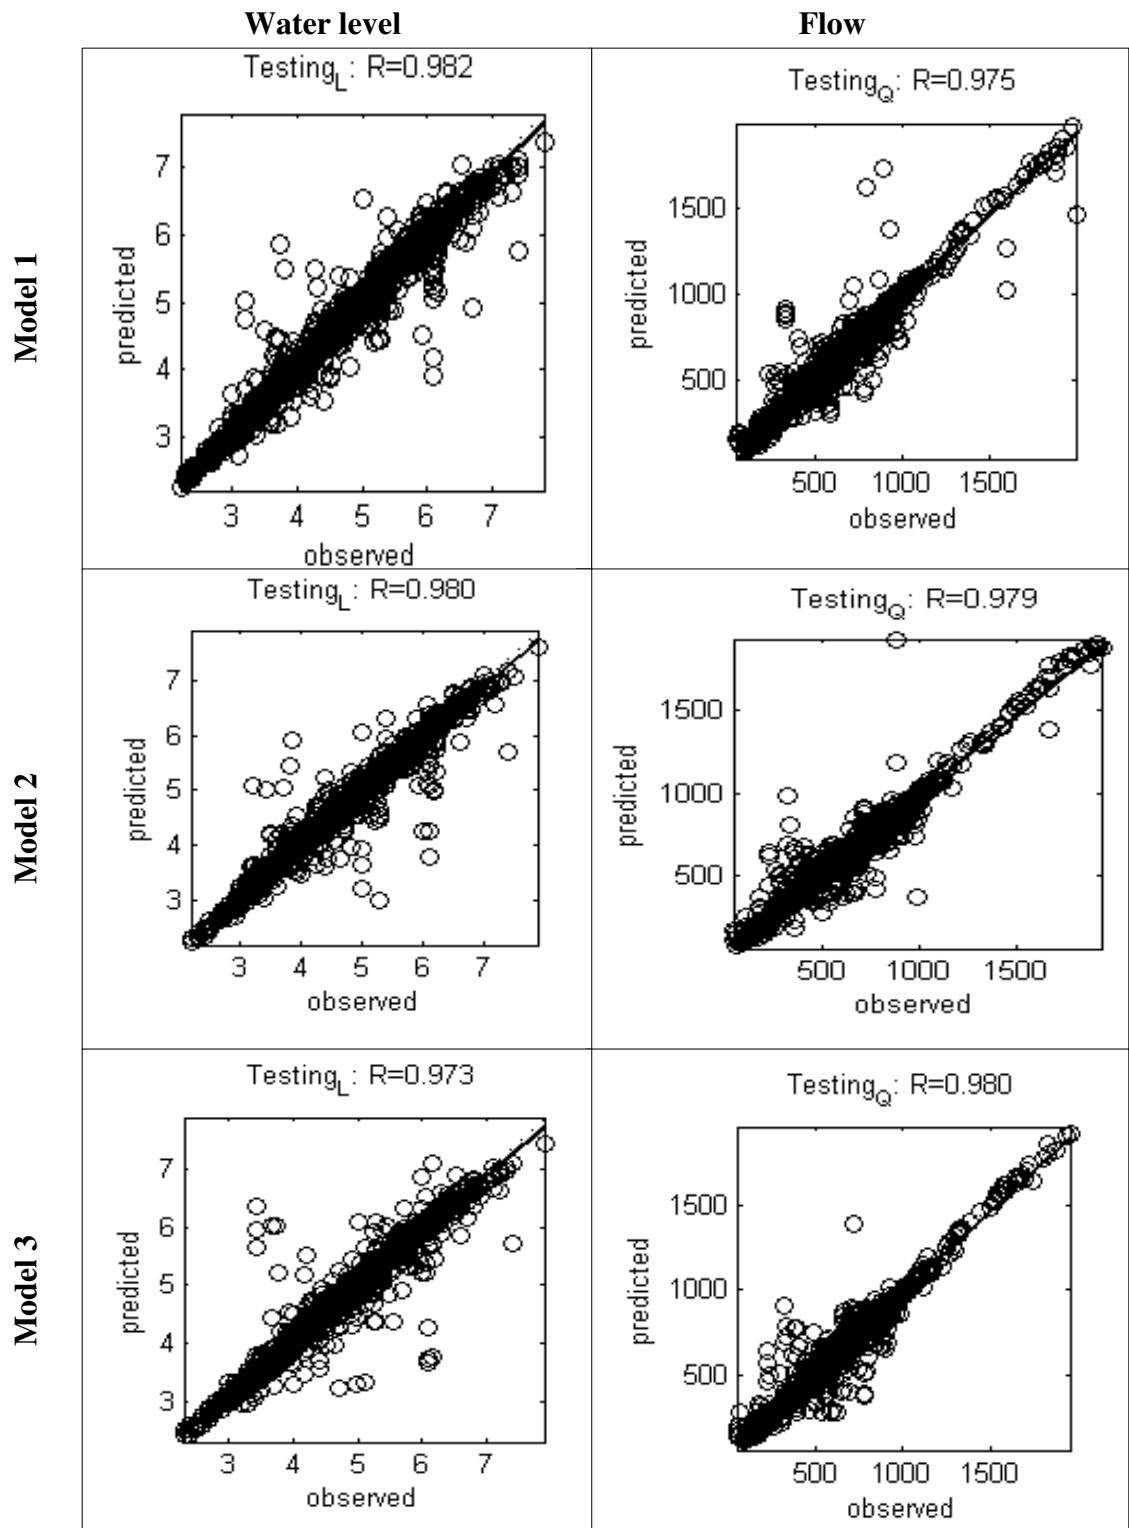 Water level Flow
Model 1
Testing_L: R=0.982
predicted
7
6
5
4
3
3 4 5 6 7
observed
Testing_Q: R=0.975
predicted
1500
1000
500
500 1000 1500
observed
Model 2
Testing_L: R=0.980
predicted
7
6
5
4
3
3 4 5 6 7
observed
Testing_Q: R=0.979
predicted
1500
1000
500
500 1000 1500
observed
Model 3
Testing_L: R=0.973
predicted
7
6
5
4
3
3 4 5 6 7
observed
Testing_Q: R=0.980
predicted
1500
1000
500
500 1000 1500
observed